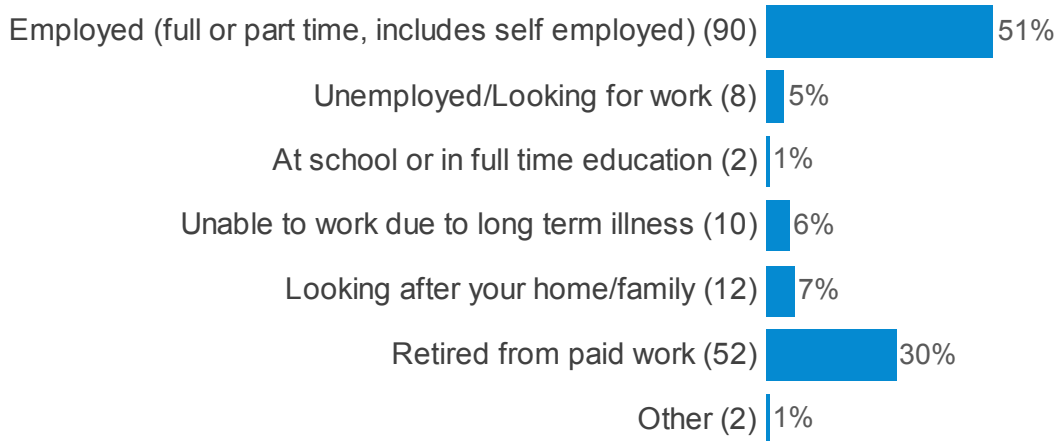 Employed (full or part time, includes self employed) (90) 51%
Unemployed/Looking for work (8) 5%
At school or in full time education (2) 1%
Unable to work due to long term illness (10) 6%
Looking after your home/family (12) 7%
Retired from paid work (52) 30%
Other (2) 1%